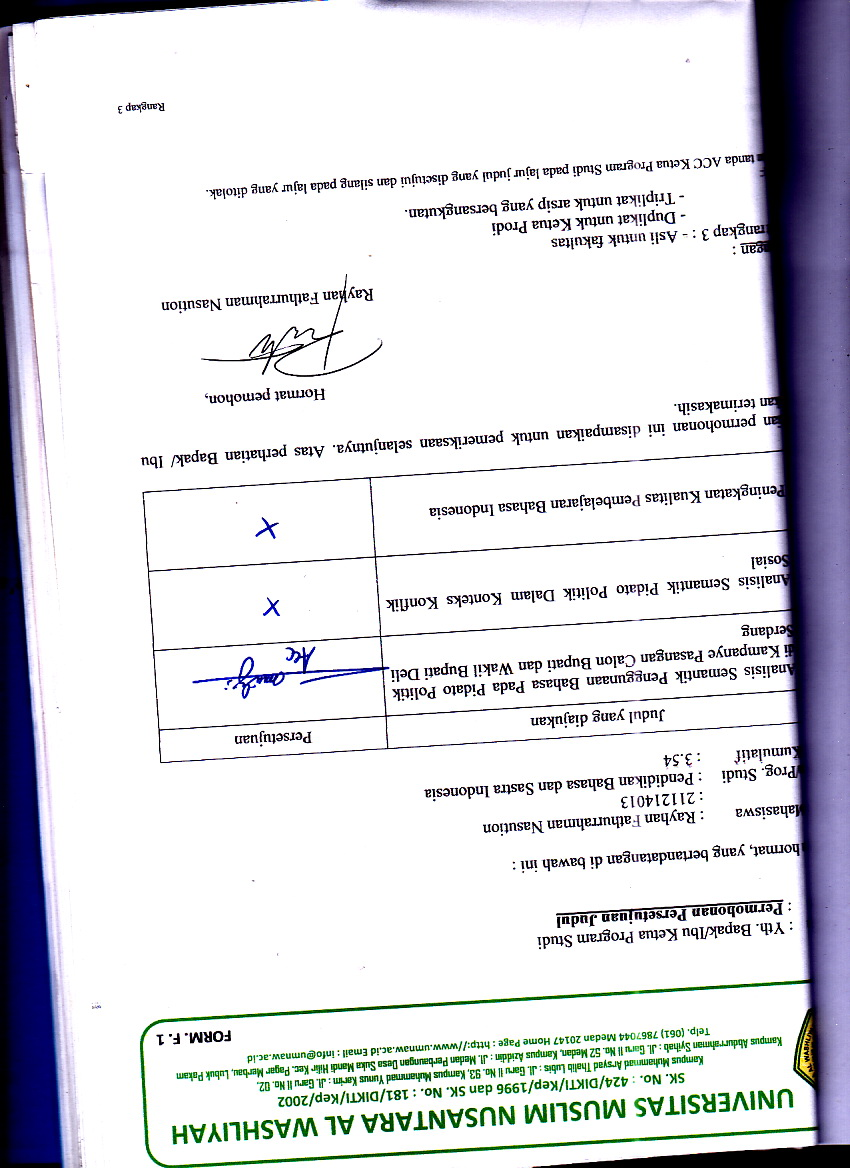 UNIVERSITAS MUSLIM NUSANTARA AL WASHLIYAH
SK. No. : 424/DIKTI/Kep/1996 dan SK. No. : 181/DIKTI/Kep/2002
Kampus Muhammad Arsyad Thalib Lubis : Jl. Garu II No. 93, Kampus Muhammad Yunus Karim : Jl. Garu II No. 02,
Kampus Abdurrahman Syihab : Jl. Garu II No. 52 Medan, Kampus Aziddin : Jl. Medan Perbaungan Desa Suka Mandi Hilir Kec. Pagar Merbau, Lubuk Pakam
Telp. (061) 7867044 Medan 20147 Home Page : http://www.umnaw.ac.id Email : info@umnaw.ac.id
FORM. F. 1
: Yth. Bapak/Ibu Ketua Program Studi
: Permohonan Persetujuan Judul
hormat, yang bertandatangan di bawah ini :
Mahasiswa : Rayhan Fathurrahman Nasution
: 211214013
/Prog. Studi : Pendidikan Bahasa dan Sastra Indonesia
Kumulatif : 3.54
Judul yang diajukan Persetujuan
Analisis Semantik Penggunaan Bahasa Pada Pidato Politik
di Kampanye Pasangan Calon Bupati dan Wakil Bupati Deli
Serdang
Acc
Analisis Semantik Pidato Politik Dalam Konteks Konflik
Sosial
X
Peningkatan Kualitas Pembelajaran Bahasa Indonesia
X
permohonan ini disampaikan untuk pemeriksaan selanjutnya. Atas perhatian Bapak/ Ibu
terimakasih.
Hormat pemohon,
Rayhan Fathurrahman Nasution
:
rangkap 3 : - Asli untuk fakultas
- Duplikat untuk Ketua Prodi
- Triplikat untuk arsip yang bersangkutan.
tanda ACC Ketua Program Studi pada lajur judul yang disetujui dan silang pada lajur yang ditolak.
Rangkap 3